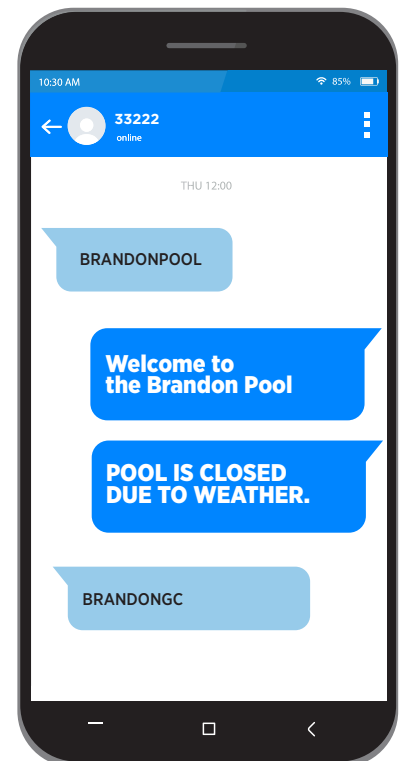 10:30 AM 85%
33222
online
THU 12:00
BRANDONPOOL
Welcome to
the Brandon Pool
POOL IS CLOSED
DUE TO WEATHER.
BRANDONGC